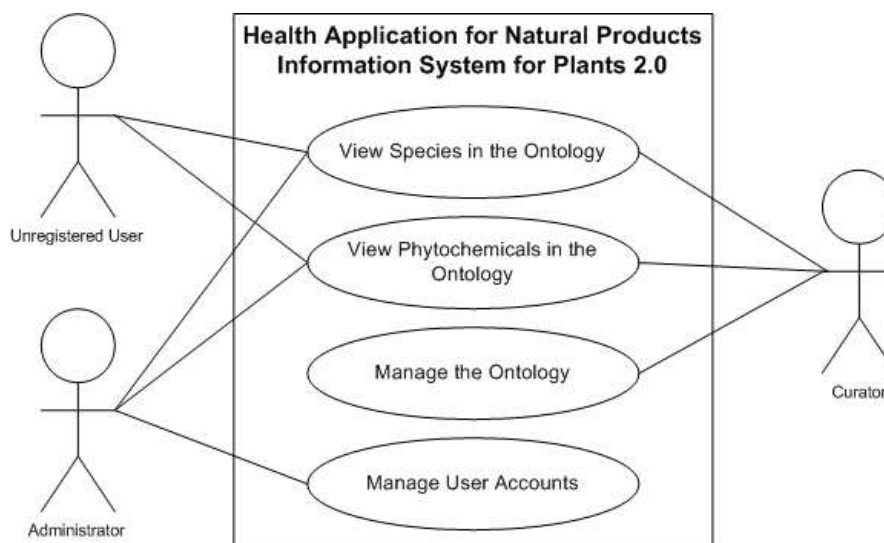 Health Application for Natural Products
Information System for Plants 2.0
View Species in the Ontology
Unregistered User
View Phytochemicals in the
Ontology
Manage the Ontology
Curator
Manage User Accounts
Administrator